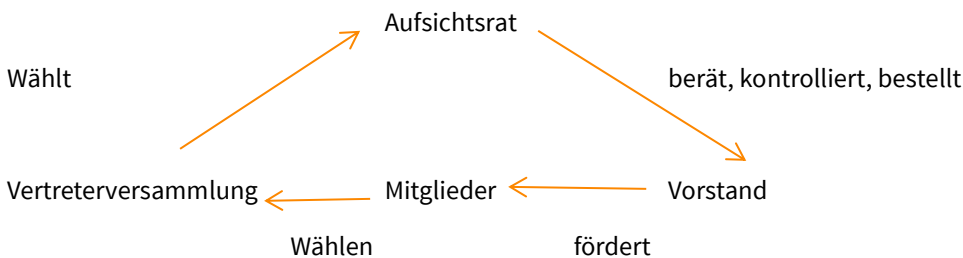 Aufsichtsrat
Wählt
berät, kontrolliert, bestellt
Vertreterversammlung
Mitglieder
Vorstand
Wählen
fördert